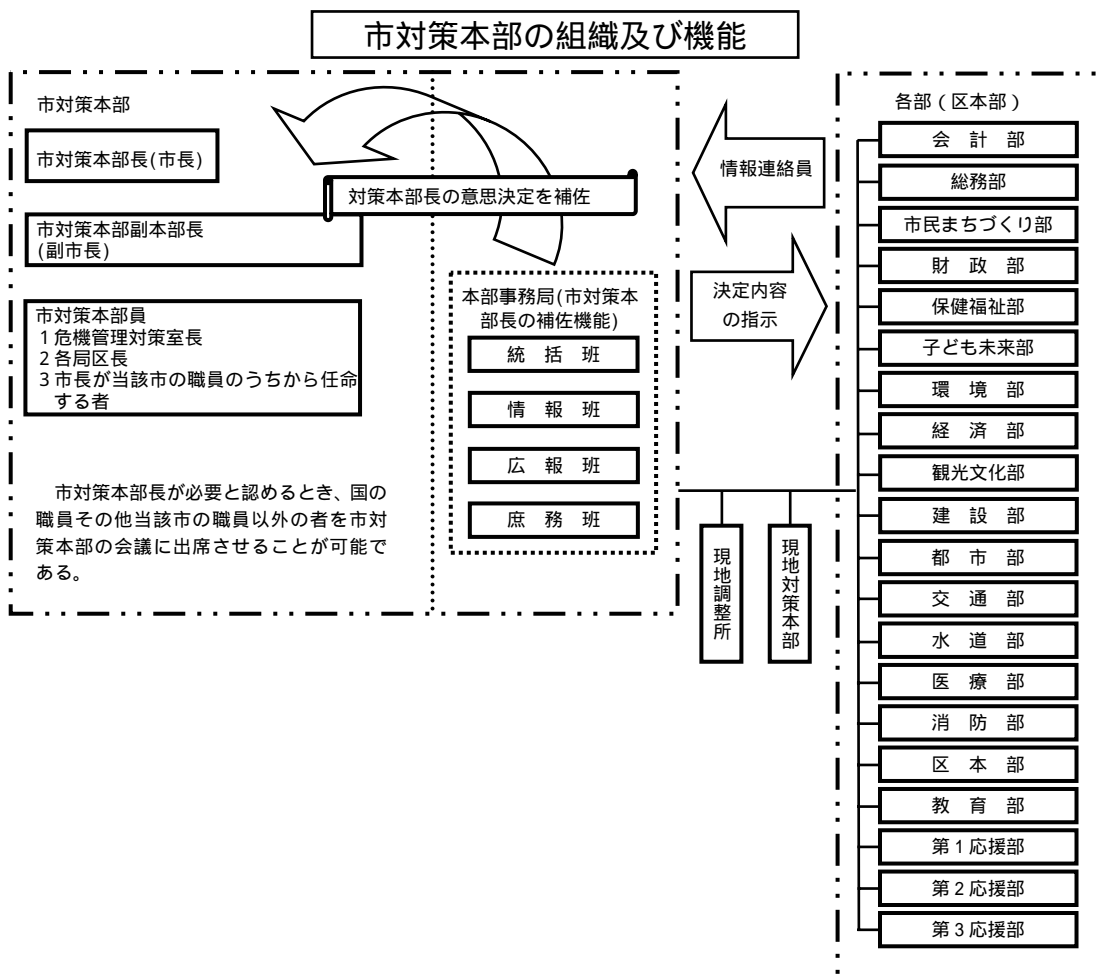 市対策本部の組織及び機能
市対策本部
市対策本部長(市長)
市対策本部副本部長
(副市長)
市対策本部員
1 危機管理対策室長
2 各局区長
3 市長が当該市の職員のうちから任命
する者
市対策本部長が必要と認めるとき、国の
職員その他当該市の職員以外の者を市対
策本部の会議に出席させることが可能で
ある。
対策本部長の意思決定を補佐
本部事務局(市対策本
部長の補佐機能)
統 括 班
情 報 班
広 報 班
庶 務 班
情報連絡員
決定内容
の指示
現地調整所
現地対策本部
各部(区本部)
会 計 部
総務部
市民まちづくり部
財 政 部
保健福祉部
子ども未来部
環 境 部
経 済 部
観光文化部
建 設 部
都 市 部
交 通 部
水 道 部
医 療 部
消 防 部
区 本 部
教 育 部
第1応援部
第2応援部
第3応援部